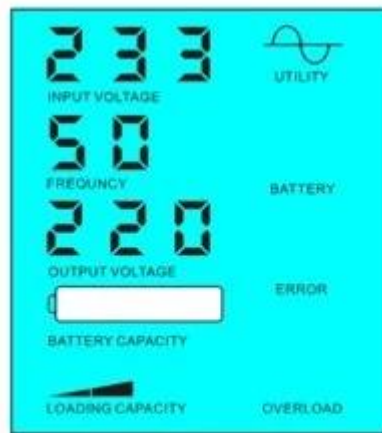 233
INPUT VOLTAGE
UTILITY
50
FREQUNCY
BATTERY
220
OUTPUT VOLTAGE
ERROR
BATTERY CAPACITY
LOADING CAPACITY
OVERLOAD